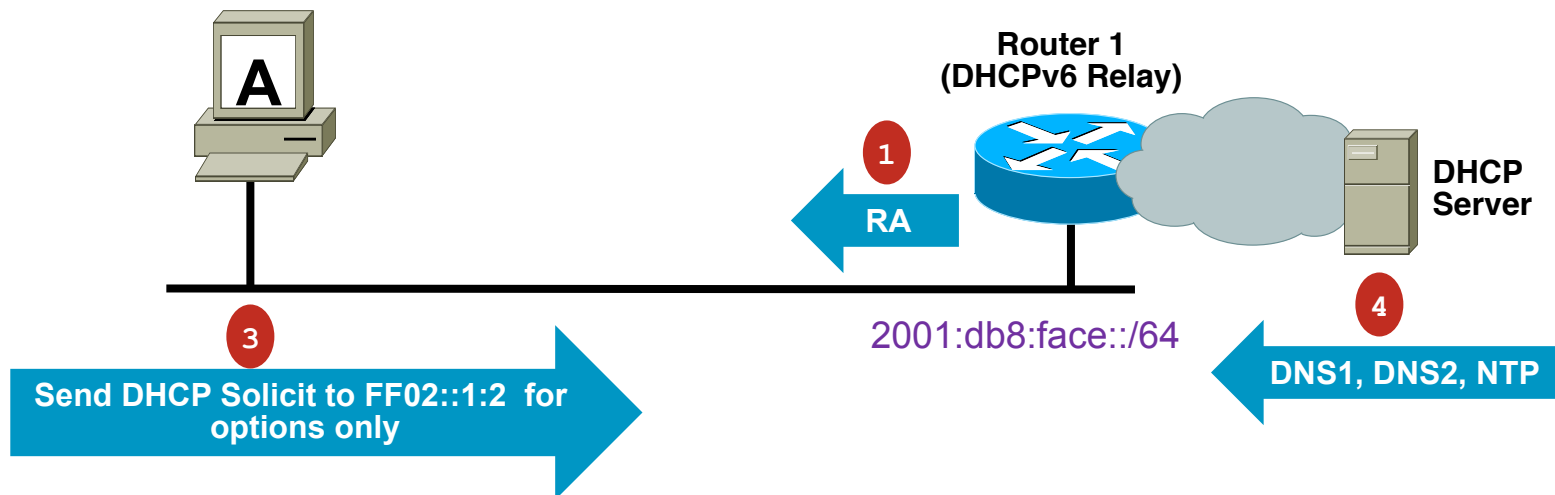 A
Router 1
(DHCPv6 Relay)
1
RA
DHCP
Server
3
2001:db8:face::/64
4
Send DHCP Solicit to FF02::1:2 for
options only
DNS1, DNS2, NTP